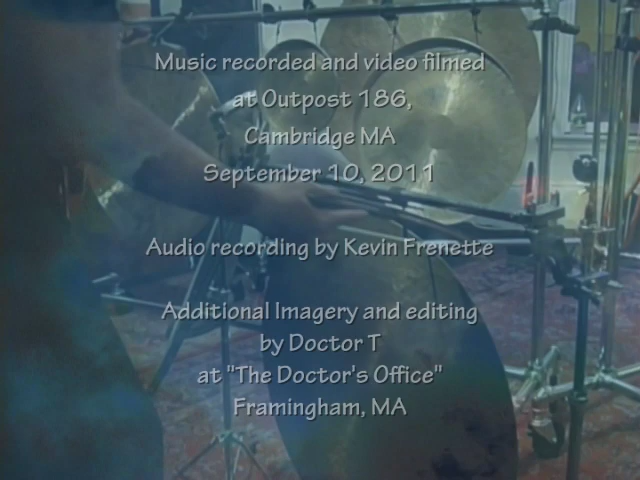 Music recorded and video filmed
at Outpost 186,
Cambridge MA
September 10, 2011
Audio recording by Kevin Frenette
Additional Imagery and editing
by Doctor T
at "The Doctor's Office"
Framingham, MA